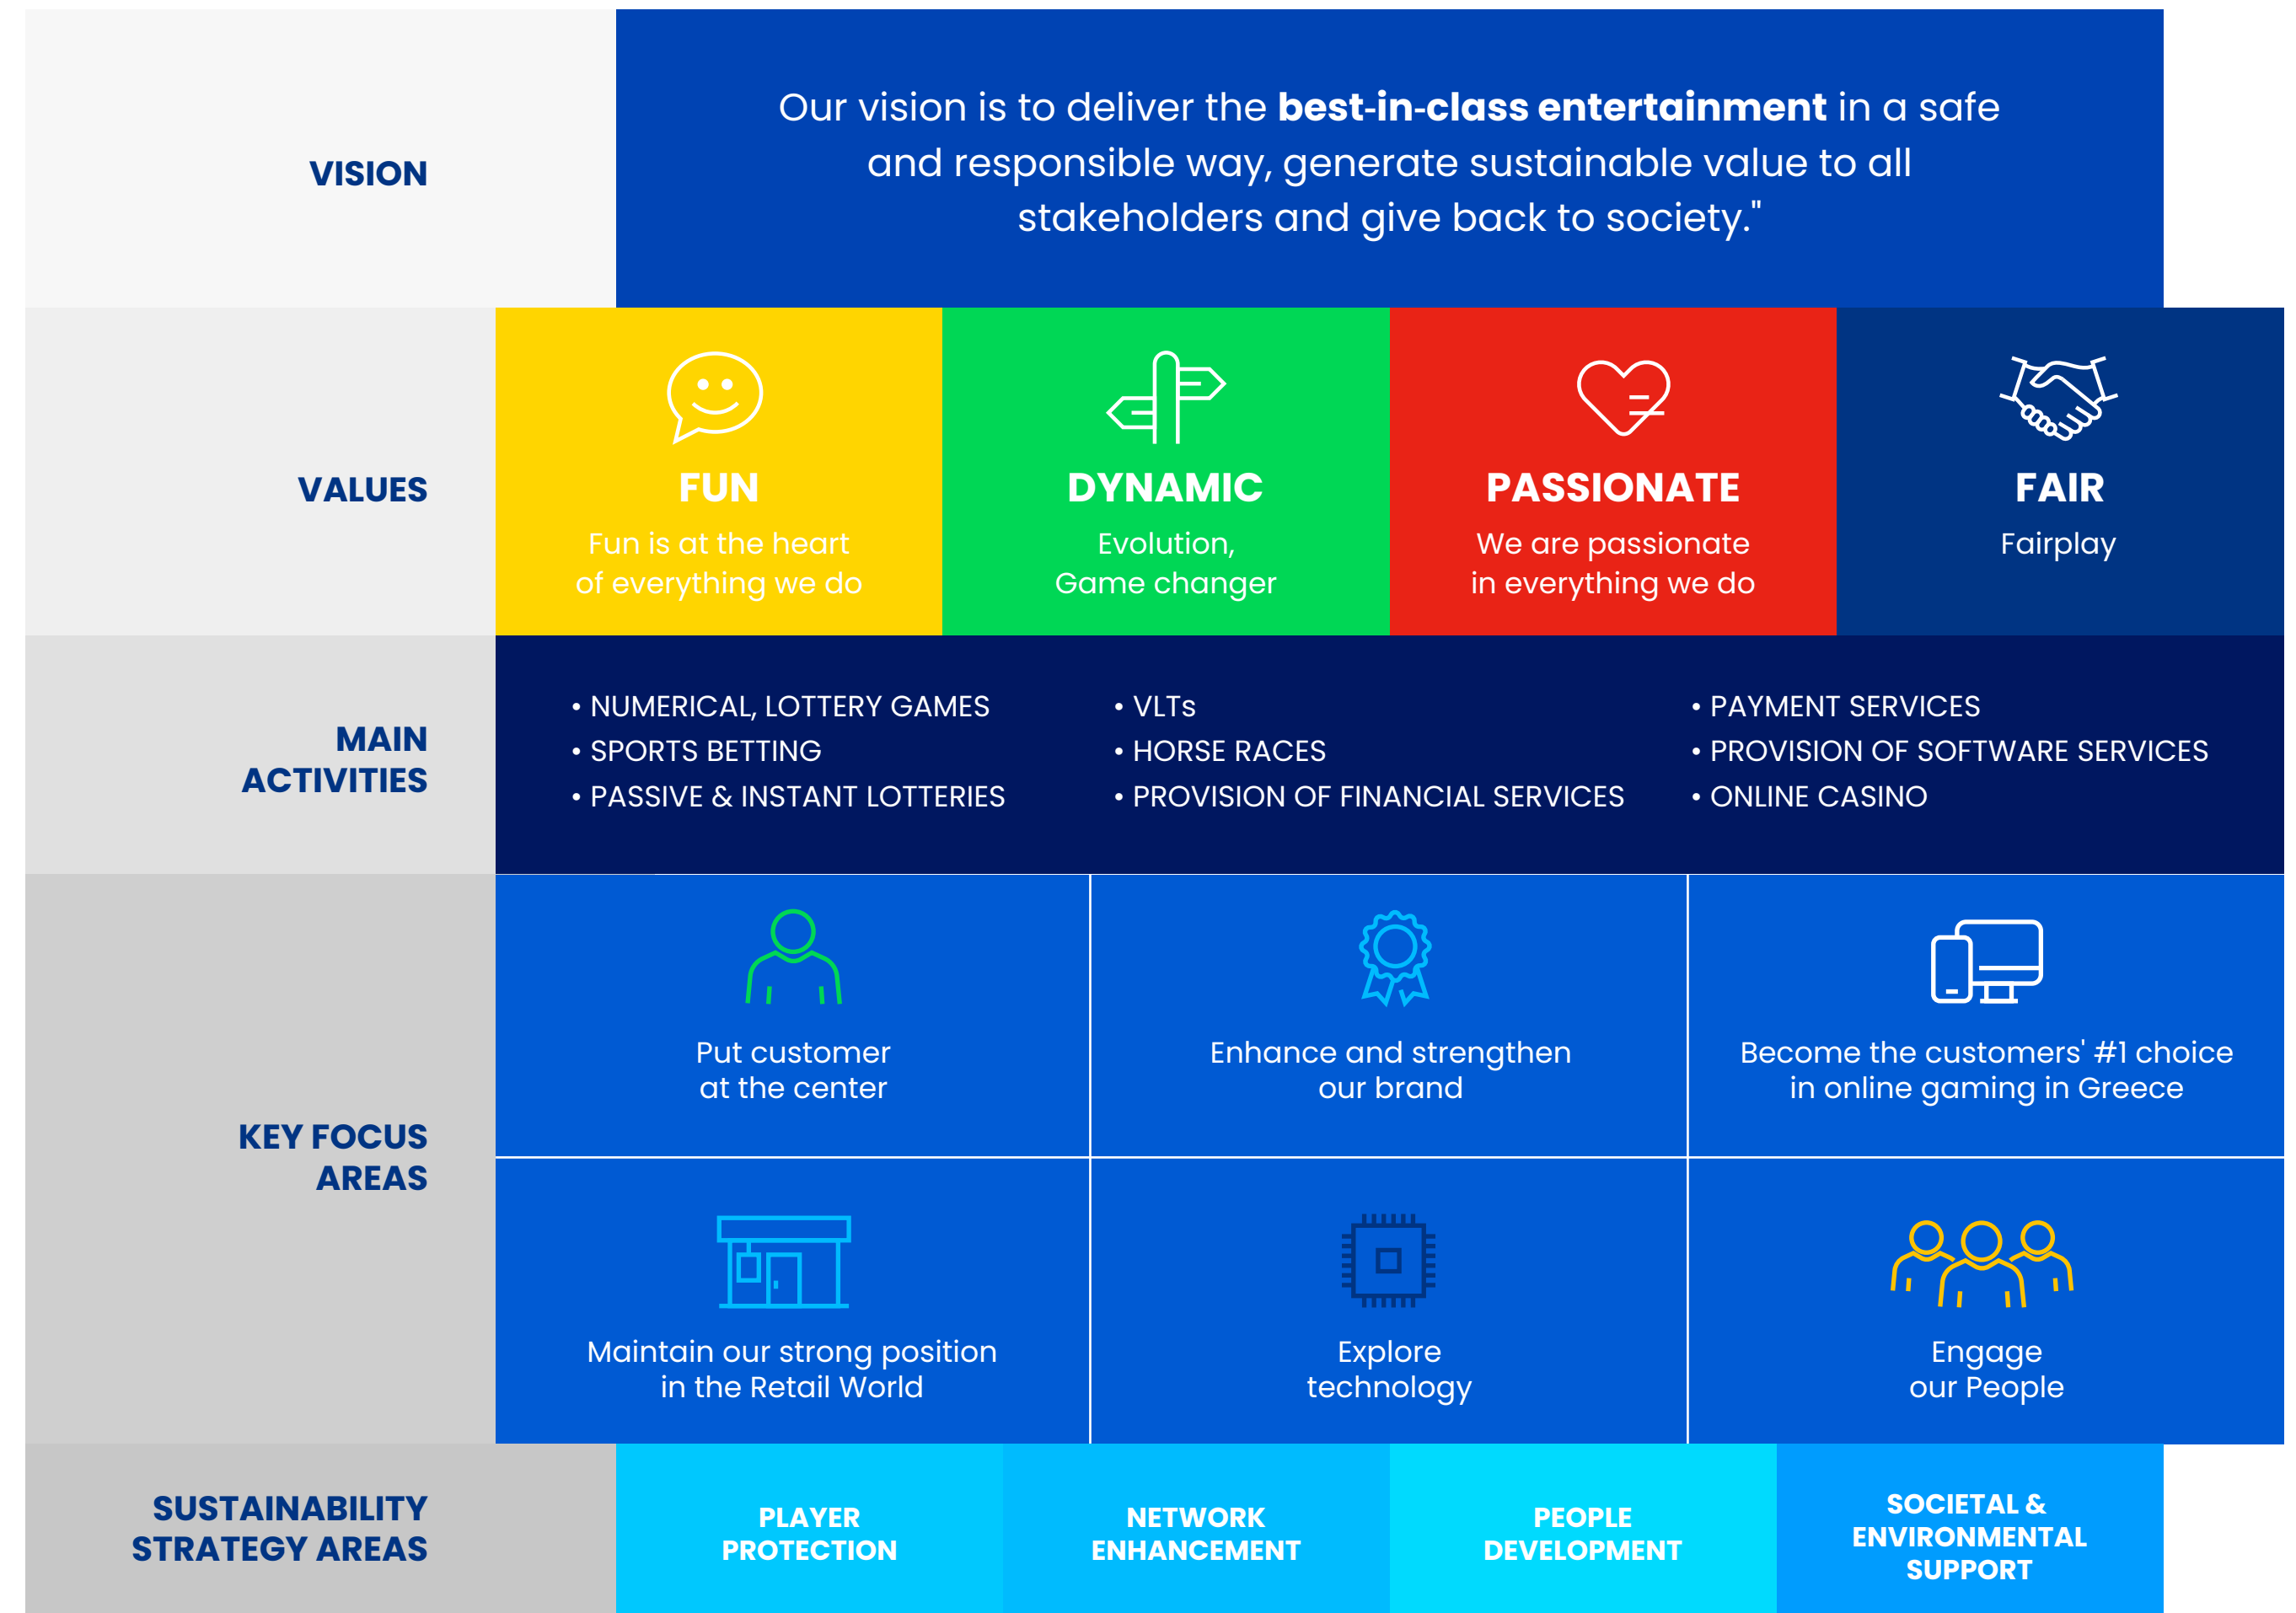 VISION
Our vision is to deliver the best-in-class entertainment in a safe
and responsible way, generate sustainable value to all
stakeholders and give back to society."
VALUES
FUN
Fun is at the heart
of everything we do
DYNAMIC
Evolution,
Game changer
PASSIONATE
We are passionate
in everything we do
FAIR
Fairplay
MAIN
ACTIVITIES
• NUMERICAL, LOTTERY GAMES
• SPORTS BETTING
• PASSIVE & INSTANT LOTTERIES
• VLTs
• HORSE RACES
• PROVISION OF FINANCIAL SERVICES
• PAYMENT SERVICES
• PROVISION OF SOFTWARE SERVICES
• ONLINE CASINO
KEY FOCUS
AREAS
Put customer
at the center
Enhance and strengthen
our brand
Become the customers' #1 choice
in online gaming in Greece
Maintain our strong position
in the Retail World
Explore
technology
Engage
our People
SUSTAINABILITY
STRATEGY AREAS
PLAYER
PROTECTION
NETWORK
ENHANCEMENT
PEOPLE
DEVELOPMENT
SOCIETAL &
ENVIRONMENTAL
SUPPORT